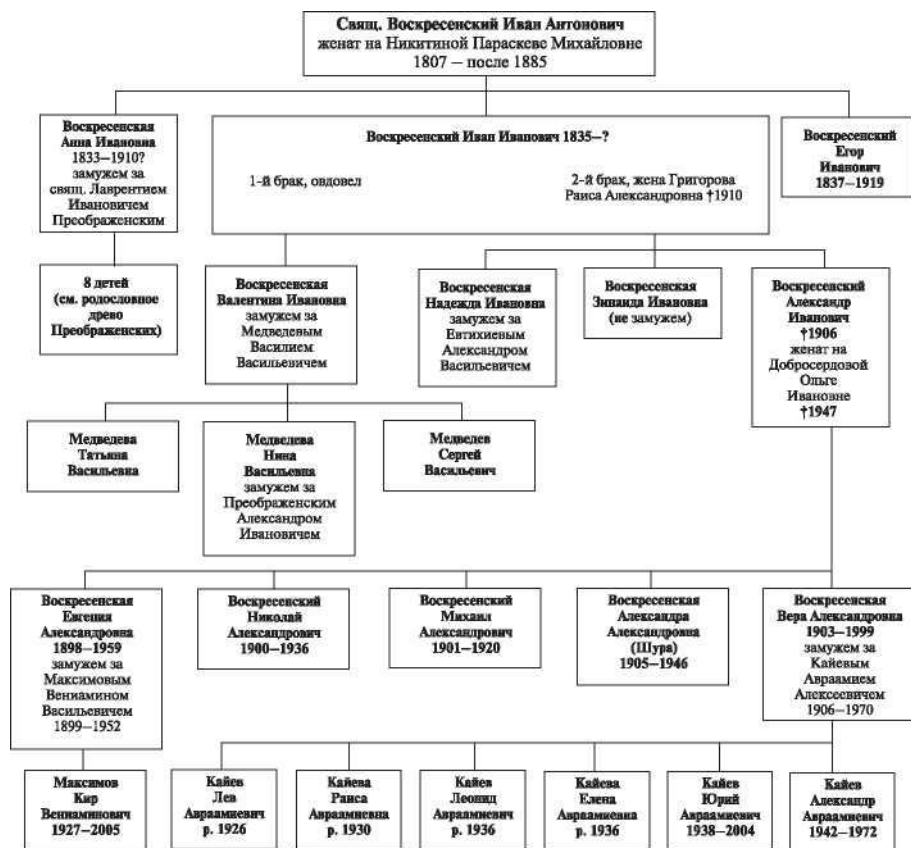 Свящ. Воскресенский Иван Антонович
женат на Никитиной Параскеве Михайловне
1807 — после 1885
Воскресенская
Анна Ивановна
1833—1910?
замужем за
свящ. Лаврентием
Ивановичем
Преображенским
Воскресенский Иван Иванович 1835—?
1-й брак, овдовел
2-й брак, жена Григорова
Раиса Александровна †1910
Воскресенский
Егор
Иванович
1837—1919
8 детей
(см. родословное
древо
Преображенских)
Воскресенская
Валентина Ивановна
замужем за
Медведевым
Василием
Васильевичем
Воскресенская
Надежда Ивановна
замужем за
Евтихиевым
Александром
Васильевичем
Воскресенская
Зинаида Ивановна
(не замужем)
Воскресенский
Александр
Иванович
†1906
женат на
Добросердовой
Ольге
Ивановне
†1947
Медведева
Татьяна
Васильевна
Медведева
Нина
Васильевна
замужем за
Преображенским
Александром
Ивановичем
Медведев
Сергей
Васильевич
Воскресенская
Евгения
Александровна
1898—1959
замужем за
Максимовым
Вениамином
Васильевичем
1899—1952
Воскресенский
Николай
Александрович
1900—1936
Воскресенский
Михаил
Александрович
1901—1920
Воскресенская
Александра
Александровна
(Шура)
1905—1946
Воскресенская
Вера Александровна
1903—1999
замужем за
Кайевым
Авраамием
Алексеевичем
1906—1970
Максимов
Кир
Вениаминович
1927—2005
Кайев
Лев
Авраамиевич
р. 1926
Кайева
Раиса
Авраамиевна
р. 1930
Кайев
Леонид
Авраамиевич
р. 1936
Кайева
Елена
Авраамиевна
р. 1936
Кайев
Юрий
Авраамиевич
1938—2004
Кайев
Александр
Авраамиевич
1942—1972